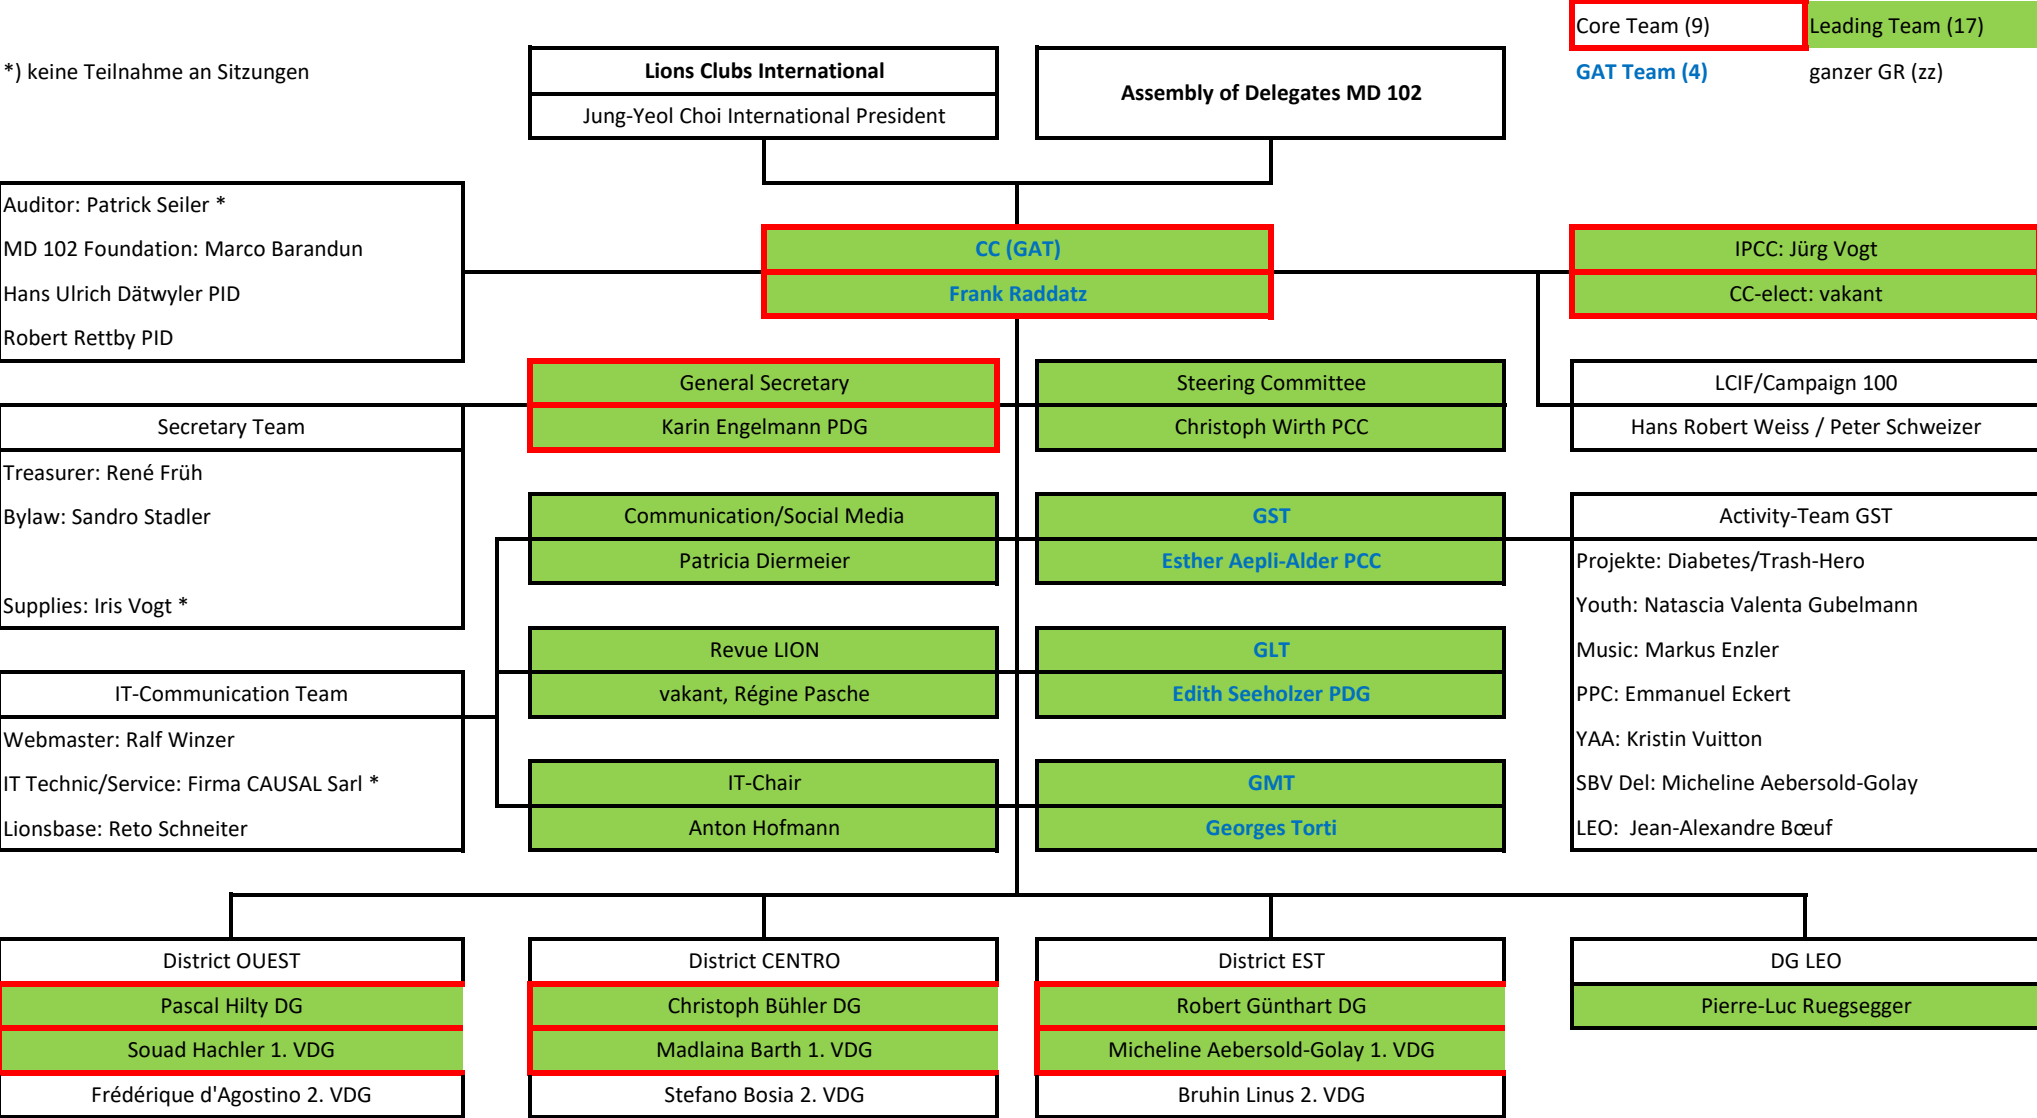 Core Team (9)
Leading Team (17)
*) keine Teilnahme an Sitzungen
Lions Clubs International
Jung-Yeol Choi International President
Assembly of Delegates MD 102
GAT Team (4)
ganzer GR (zz)
Auditor: Patrick Seiler *
MD 102 Foundation: Marco Barandun
Hans Ulrich Dätwyler PID
Robert Rettby PID
CC (GAT)
Frank Raddatz
IPCC: Jürg Vogt
CC-elect: vakant
General Secretary
Karin Engelmann PDG
Steering Committee
Christoph Wirth PCC
LCIF/Campaign 100
Hans Robert Weiss / Peter Schweizer
Secretary Team
Treasurer: René Früh
Bylaw: Sandro Stadler
Supplies: Iris Vogt *
Communication/Social Media
Patricia Diermeier
GST
Esther Aepli-Alder PCC
Activity-Team GST
Projekte: Diabetes/Trash-Hero
Youth: Natascia Valenta Gubelmann
Music: Markus Enzler
PPC: Emmanuel Eckert
YAA: Kristin Vuitton
SBV Del: Micheline Aebersold-Golay
LEO:  Jean-Alexandre Bœuf
Revue LION
vakant, Régine Pasche
GLT
Edith Seeholzer PDG
IT-Communication Team
Webmaster: Ralf Winzer
IT Technic/Service: Firma CAUSAL Sarl *
Lionsbase: Reto Schneiter
IT-Chair
Anton Hofmann
GMT
Georges Torti
District OUEST
Pascal Hilty DG
Souad Hachler 1. VDG
Frédérique d'Agostino 2. VDG
District CENTRO
Christoph Bühler DG
Madlaina Barth 1. VDG
Stefano Bosia 2. VDG
District EST
Robert Günthart DG
Micheline Aebersold-Golay 1. VDG
Bruhin Linus 2. VDG
DG LEO
Pierre-Luc Ruegsegger